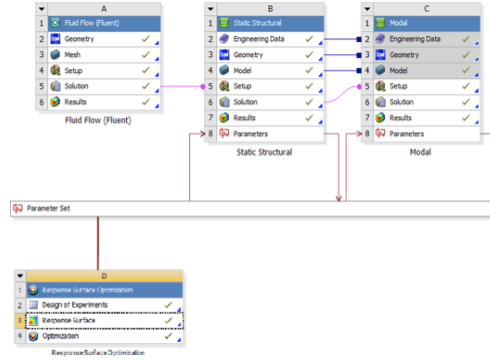 A
1 Fluid Flow (Fluent)
2 Geometry
3 Mesh
4 Setup
5 Solution
6 Results
Fluid Flow (Fluent)
B
1 Static Structural
2 Engineering Data
3 Geometry
4 Model
5 Setup
6 Solution
7 Results
8 Parameters
Static Structural
C
1 Modal
2 Engineering Data
3 Geometry
4 Model
5 Setup
6 Solution
7 Results
8 Parameters
Modal
Parameter Set
D
1 Response Surface Optimization
2 Design of Experiments
3 Response Surface
4 Optimization
Response Surface Optimization